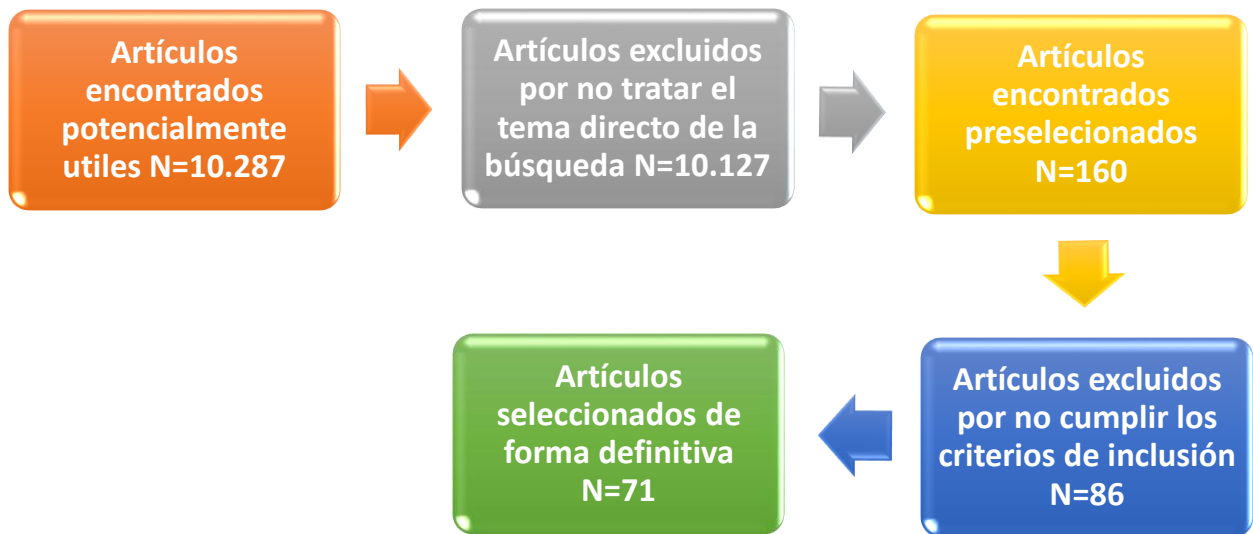 Artículos
encontrados
potencialmente
utiles N=10.287
Artículos excluidos
por no tratar el
tema directo de la
búsqueda N=10.127
Artículos
encontrados
preselecionados
N=160
Artículos excluidos
por no cumplir los
criterios de inclusión
N=86
Artículos
seleccionados de
forma definitiva
N=71